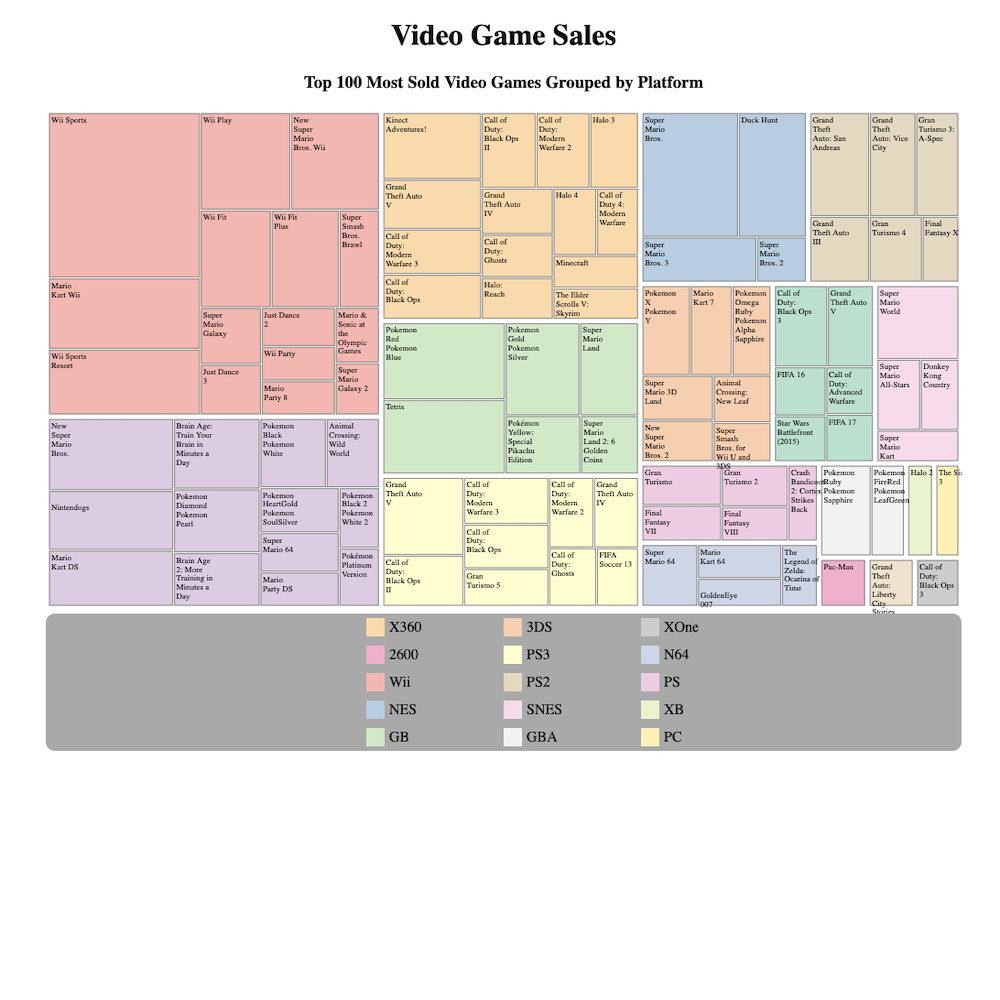 Video Game Sales
Top 100 Most Sold Video Games Grouped by Platform
Wii Sports
Wii Play
New
Super
Mario
Bros. Wii
Wii Fit
Wii Fit
Plus
Super
Smash
Bros.
Brawl
Mario
Kart Wii
Wii Sports
Resort
Super
Mario
Galaxy
Just Dance
3
Just Dance
2
Wii Party
Mario
Party 8
Mario &
Sonic at
the
Olympic
Games
Super
Mario
Galaxy 2
New
Super
Mario
Bros.
Nintendogs
Mario
Kart DS
Brain Age:
Train Your
Brain in
Minutes a
Day
Pokemon
Diamond
Pokemon
Pearl
Brain Age
2: More
Training in
Minutes a
Day
Pokemon
Black
Pokemon
White
Animal
Crossing:
Wild
World
Pokemon
HeartGold
Pokemon
SoulSilver
Super
Mario 64
Mario
Party DS
Pokemon
Black 2
Pokemon
White 2
Pokémon
Platinum
Version
Kinect
Adventures!
Grand
Theft Auto
V
Call of
Duty:
Modern
Warfare 3
Call of
Duty:
Black Ops
Call of
Duty:
Black Ops
II
Call of
Duty:
Modern
Warfare 2
Halo 3
Grand
Theft Auto
IV
Call of
Duty:
Ghosts
Halo:
Reach
Halo 4
Call of
Duty 4:
Modern
Warfare
Minecraft
The Elder
Scrolls V:
Skyrim
Pokemon
Red
Pokemon
Blue
Tetris
Pokemon
Gold
Pokemon
Silver
Super
Mario
Land
Pokémon
Yellow:
Special
Pikachu
Edition
Super
Mario
Land 2: 6
Golden
Coins
Grand
Theft Auto
V
Call of
Duty:
Black Ops
II
Call of
Duty:
Modern
Warfare 3
Call of
Duty:
Black Ops
Gran
Turismo 5
Call of
Duty:
Modern
Warfare 2
Grand
Theft Auto
IV
Call of
Duty:
Ghosts
FIFA
Soccer 13
Super
Mario
Bros.
Duck Hunt
Super
Mario
Bros. 3
Super
Mario
Bros. 2
Grand
Theft
Auto: San
Andreas
Grand
Theft
Auto: Vice
City
Gran
Turismo 3:
A-Spec
Grand
Theft Auto
III
Gran
Turismo 4
Final
Fantasy X
Pokemon
X
Pokemon
Y
Mario
Kart 7
Pokemon
Omega
Ruby
Pokemon
Alpha
Sapphire
Super
Mario 3D
Land
Animal
Crossing:
New Leaf
New
Super
Mario
Bros. 2
Super
Smash
Bros. for
Wii U and
3DS
Call of
Duty:
Black Ops
3
Grand
Theft Auto
V
FIFA 16
Call of
Duty:
Advanced
Warfare
Star Wars
Battlefront
(2015)
FIFA 17
Super
Mario
World
Super
Mario
All-Stars
Donkey
Kong
Country
Super
Mario
Kart
Gran
Turismo
Gran
Turismo 2
Final
Fantasy
VII
Final
Fantasy
VIII
Crash
Bandicoot
2: Cortex
Strikes
Back
Pokemon
Ruby
Pokemon
Sapphire
Pokemon
FireRed
Pokemon
LeafGreen
Halo 2
The Si
3
Super
Mario 64
Mario
Kart 64
GoldenEye
007
The
Legend of
Zelda:
Ocarina of
Time
Pac-Man
Grand
Theft
Auto:
Liberty
City
Stories
Call of
Duty:
Black Ops
3
X360
3DS
XOne
2600
PS3
N64
Wii
PS2
PS
NES
SNES
XB
GB
GBA
PC